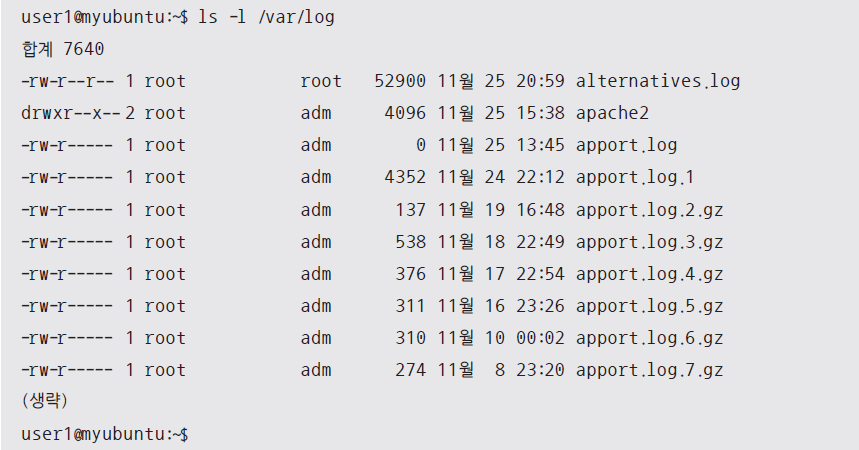 user1@myubuntu:~$ ls -l /var/log
합계 7640
-rw-r--r-- 1 root root 52900 11월 25 20:59 alternatives.log
drwxr--x-- 2 root adm 4096 11월 25 15:38 apache2
-rw-r----- 1 root adm 0 11월 25 13:45 apport.log
-rw-r----- 1 root adm 4352 11월 24 22:12 apport.log.1
-rw-r----- 1 root adm 137 11월 19 16:48 apport.log.2.gz
-rw-r----- 1 root adm 538 11월 18 22:49 apport.log.3.gz
-rw-r----- 1 root adm 376 11월 17 22:54 apport.log.4.gz
-rw-r----- 1 root adm 311 11월 16 23:26 apport.log.5.gz
-rw-r----- 1 root adm 310 11월 10 00:02 apport.log.6.gz
-rw-r----- 1 root adm 274 11월 8 23:20 apport.log.7.gz
(생략)
user1@myubuntu:~$